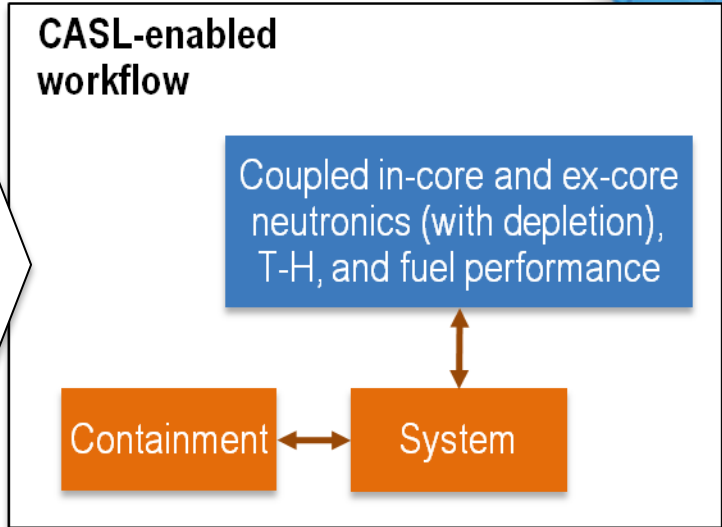 CASL-enabled
workflow
Coupled in-core and ex-core
neutronics (with depletion),
T-H, and fuel performance
Containment
System